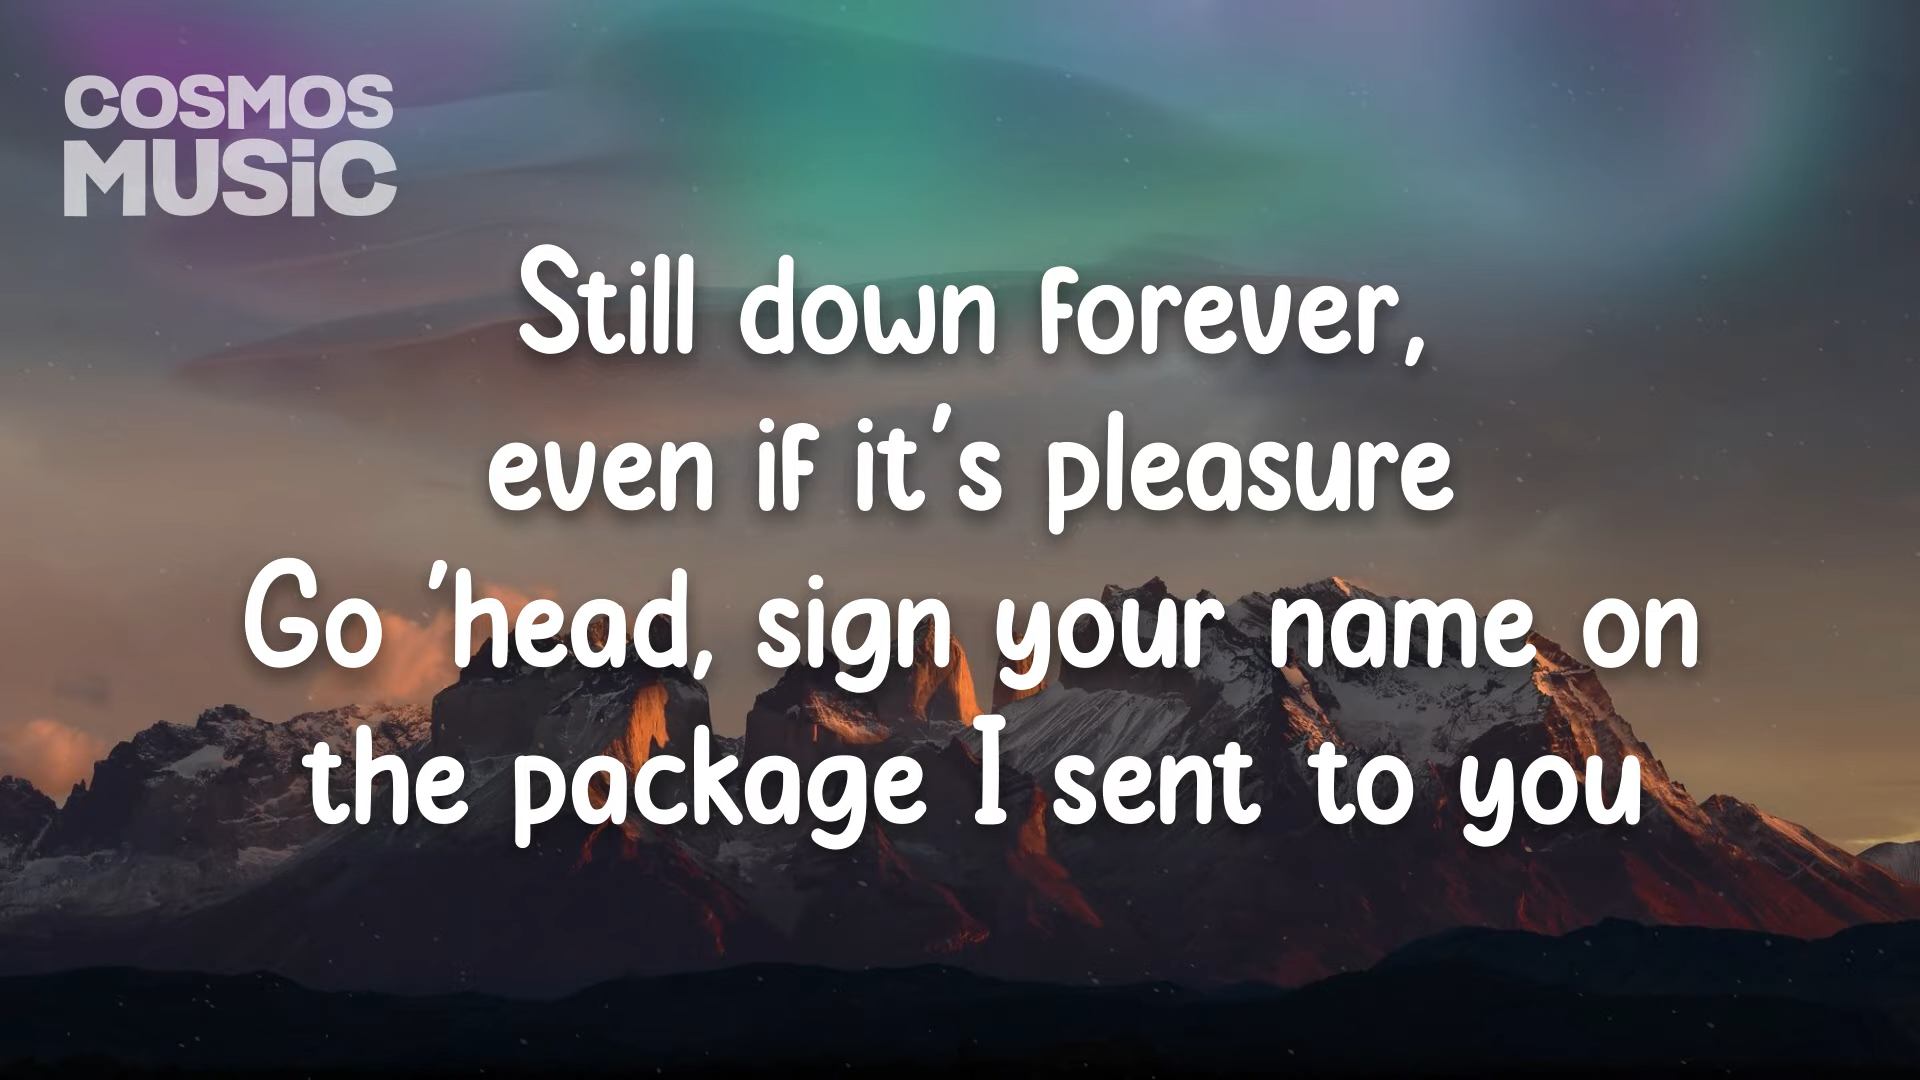 COSMOS
MUSiC
Still down forever,
even if it's pleasure
Go 'head, sign your name on
the package I sent to you